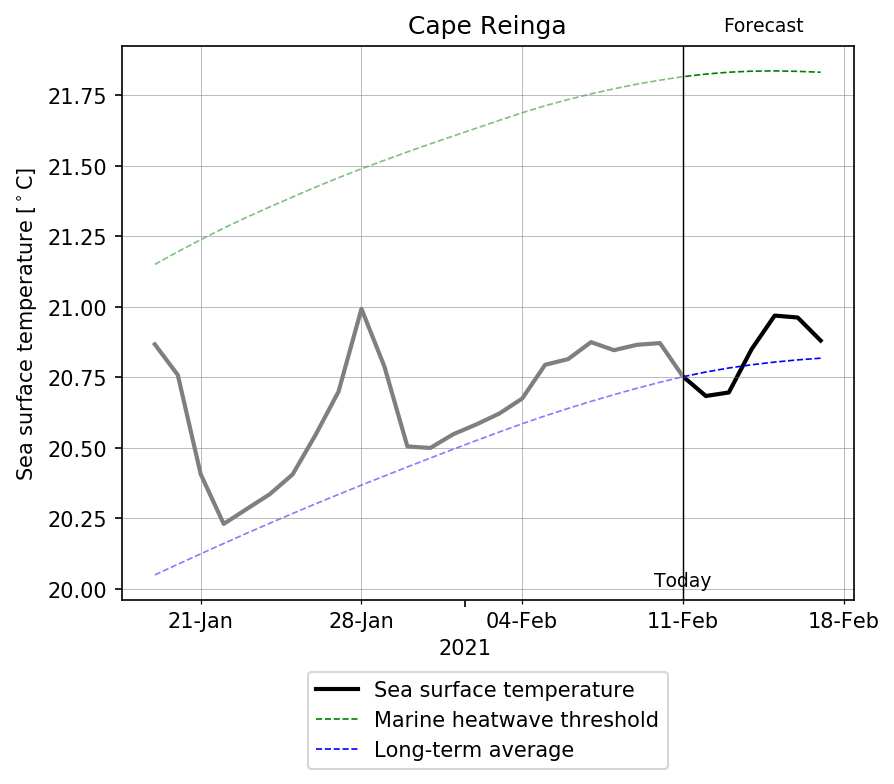 Cape Reinga
Forecast
Sea surface temperature [°C]
21.75
21.50
21.25
21.00
20.75
20.50
20.25
20.00
Today
21-Jan
28-Jan
04-Feb
11-Feb
18-Feb
2021
Sea surface temperature
Marine heatwave threshold
Long-term average